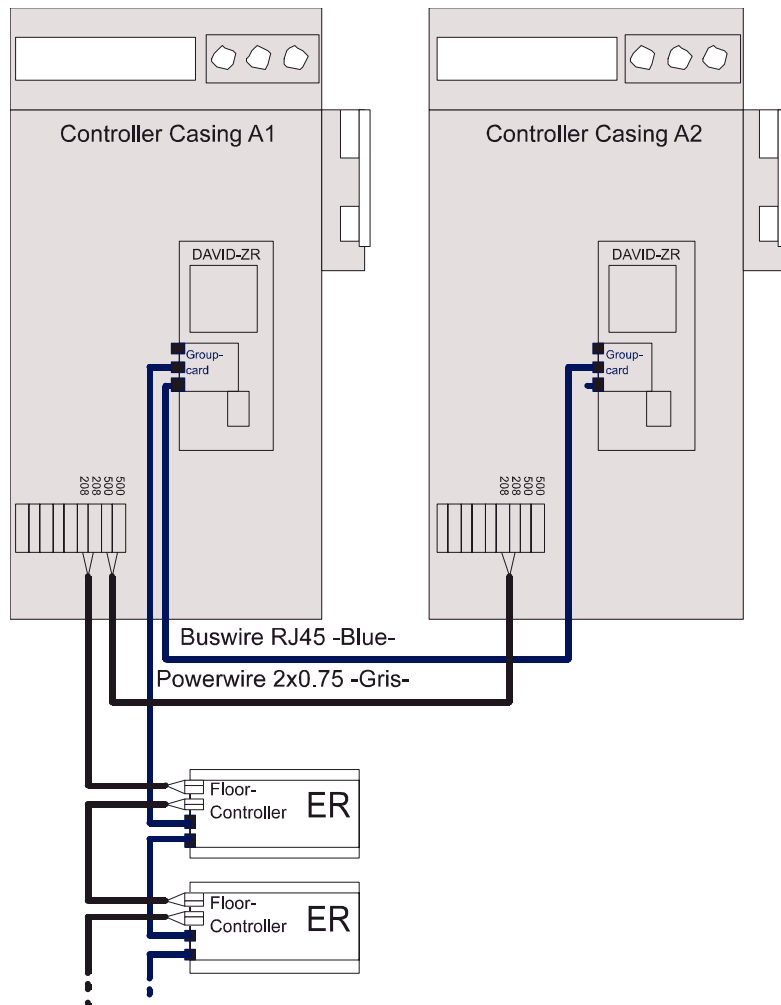 Controller Casing A1
Controller Casing A2
DAVID-ZR
DAVID-ZR
Group-
card
Group-
card
208
208
500
500
208
208
500
500
Buswire RJ45 -Blue-
Powerwire 2x0.75 -Gris-
Floor-
Controller
ER
Floor-
Controller
ER